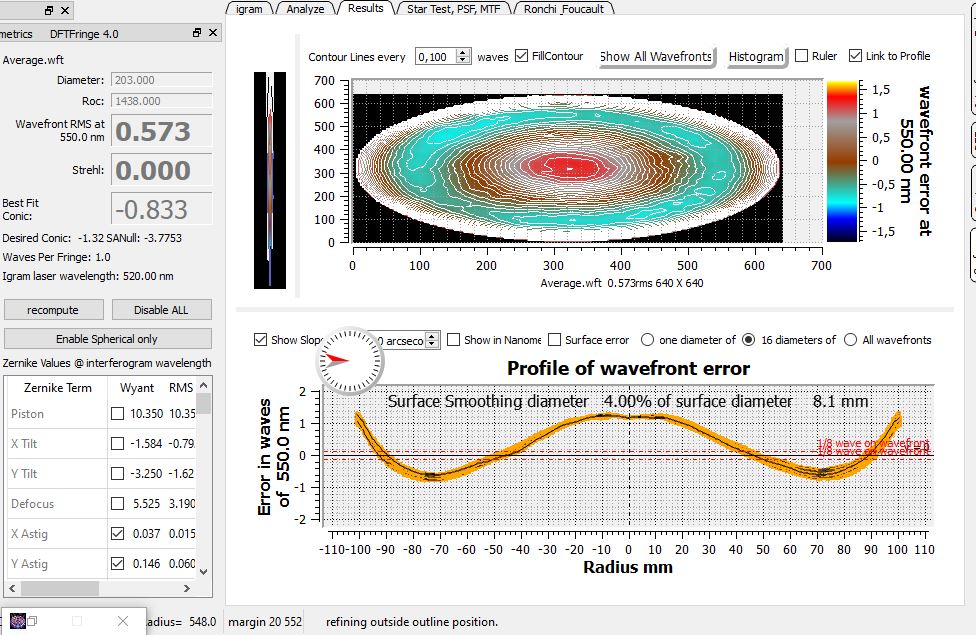 igram Analyze Results Star Test, PSF, MTF Ronchi Foucault
metrics DFTFringe 4.0
Average.wft
Diameter: 203.000
Roc: 1438.000
Wavefront RMS at
550.0 nm 0.573
Strehl: 0.000
Best Fit
Conic: -0.833
Desired Conic: -1.32 SANull: -3.7753
Waves Per Fringe: 1.0
Igram laser wavelength: 520.00 nm
recompute Disable ALL
Enable Spherical only
Zernike Values @ interferogram wavelength
Zernike Term Wyant RMS
Piston 10.350 10.35
X Tilt -1.584 -0.79
Y Tilt -3.250 -1.62
Defocus 5.525 3.190
X Astig 0.037 0.015
Y Astig 0.146 0.060
Contour Lines every 0,100 waves FillContour Show All Wavefronts Histogram Ruler Link to Profile
700
600
500
400
300
200
100
0
0 100 200 300 400 500 600 700
Average.wft 0.573rms 640 X 640
1,5
1
0,5
0
-0,5
-1
-1,5
wavefront error at
550.00 nm
Show Slop 0 arcseco Show in Nanome Surface error one diameter of 16 diameters of All wavefronts
Profile of wavefront error
Surface Smoothing diameter 4.00% of surface diameter 8.1 mm
1/8 wave on wavefront
1/8 wave on wavefront
Error in waves
of 550.0 nm
2
1
0
-1
-2
-110 -100 -90 -80 -70 -60 -50 -40 -30 -20 -10 0 10 20 30 40 50 60 70 80 90 100 110
Radius mm
adius= 548.0 margin 20 552 refining outside outline position.